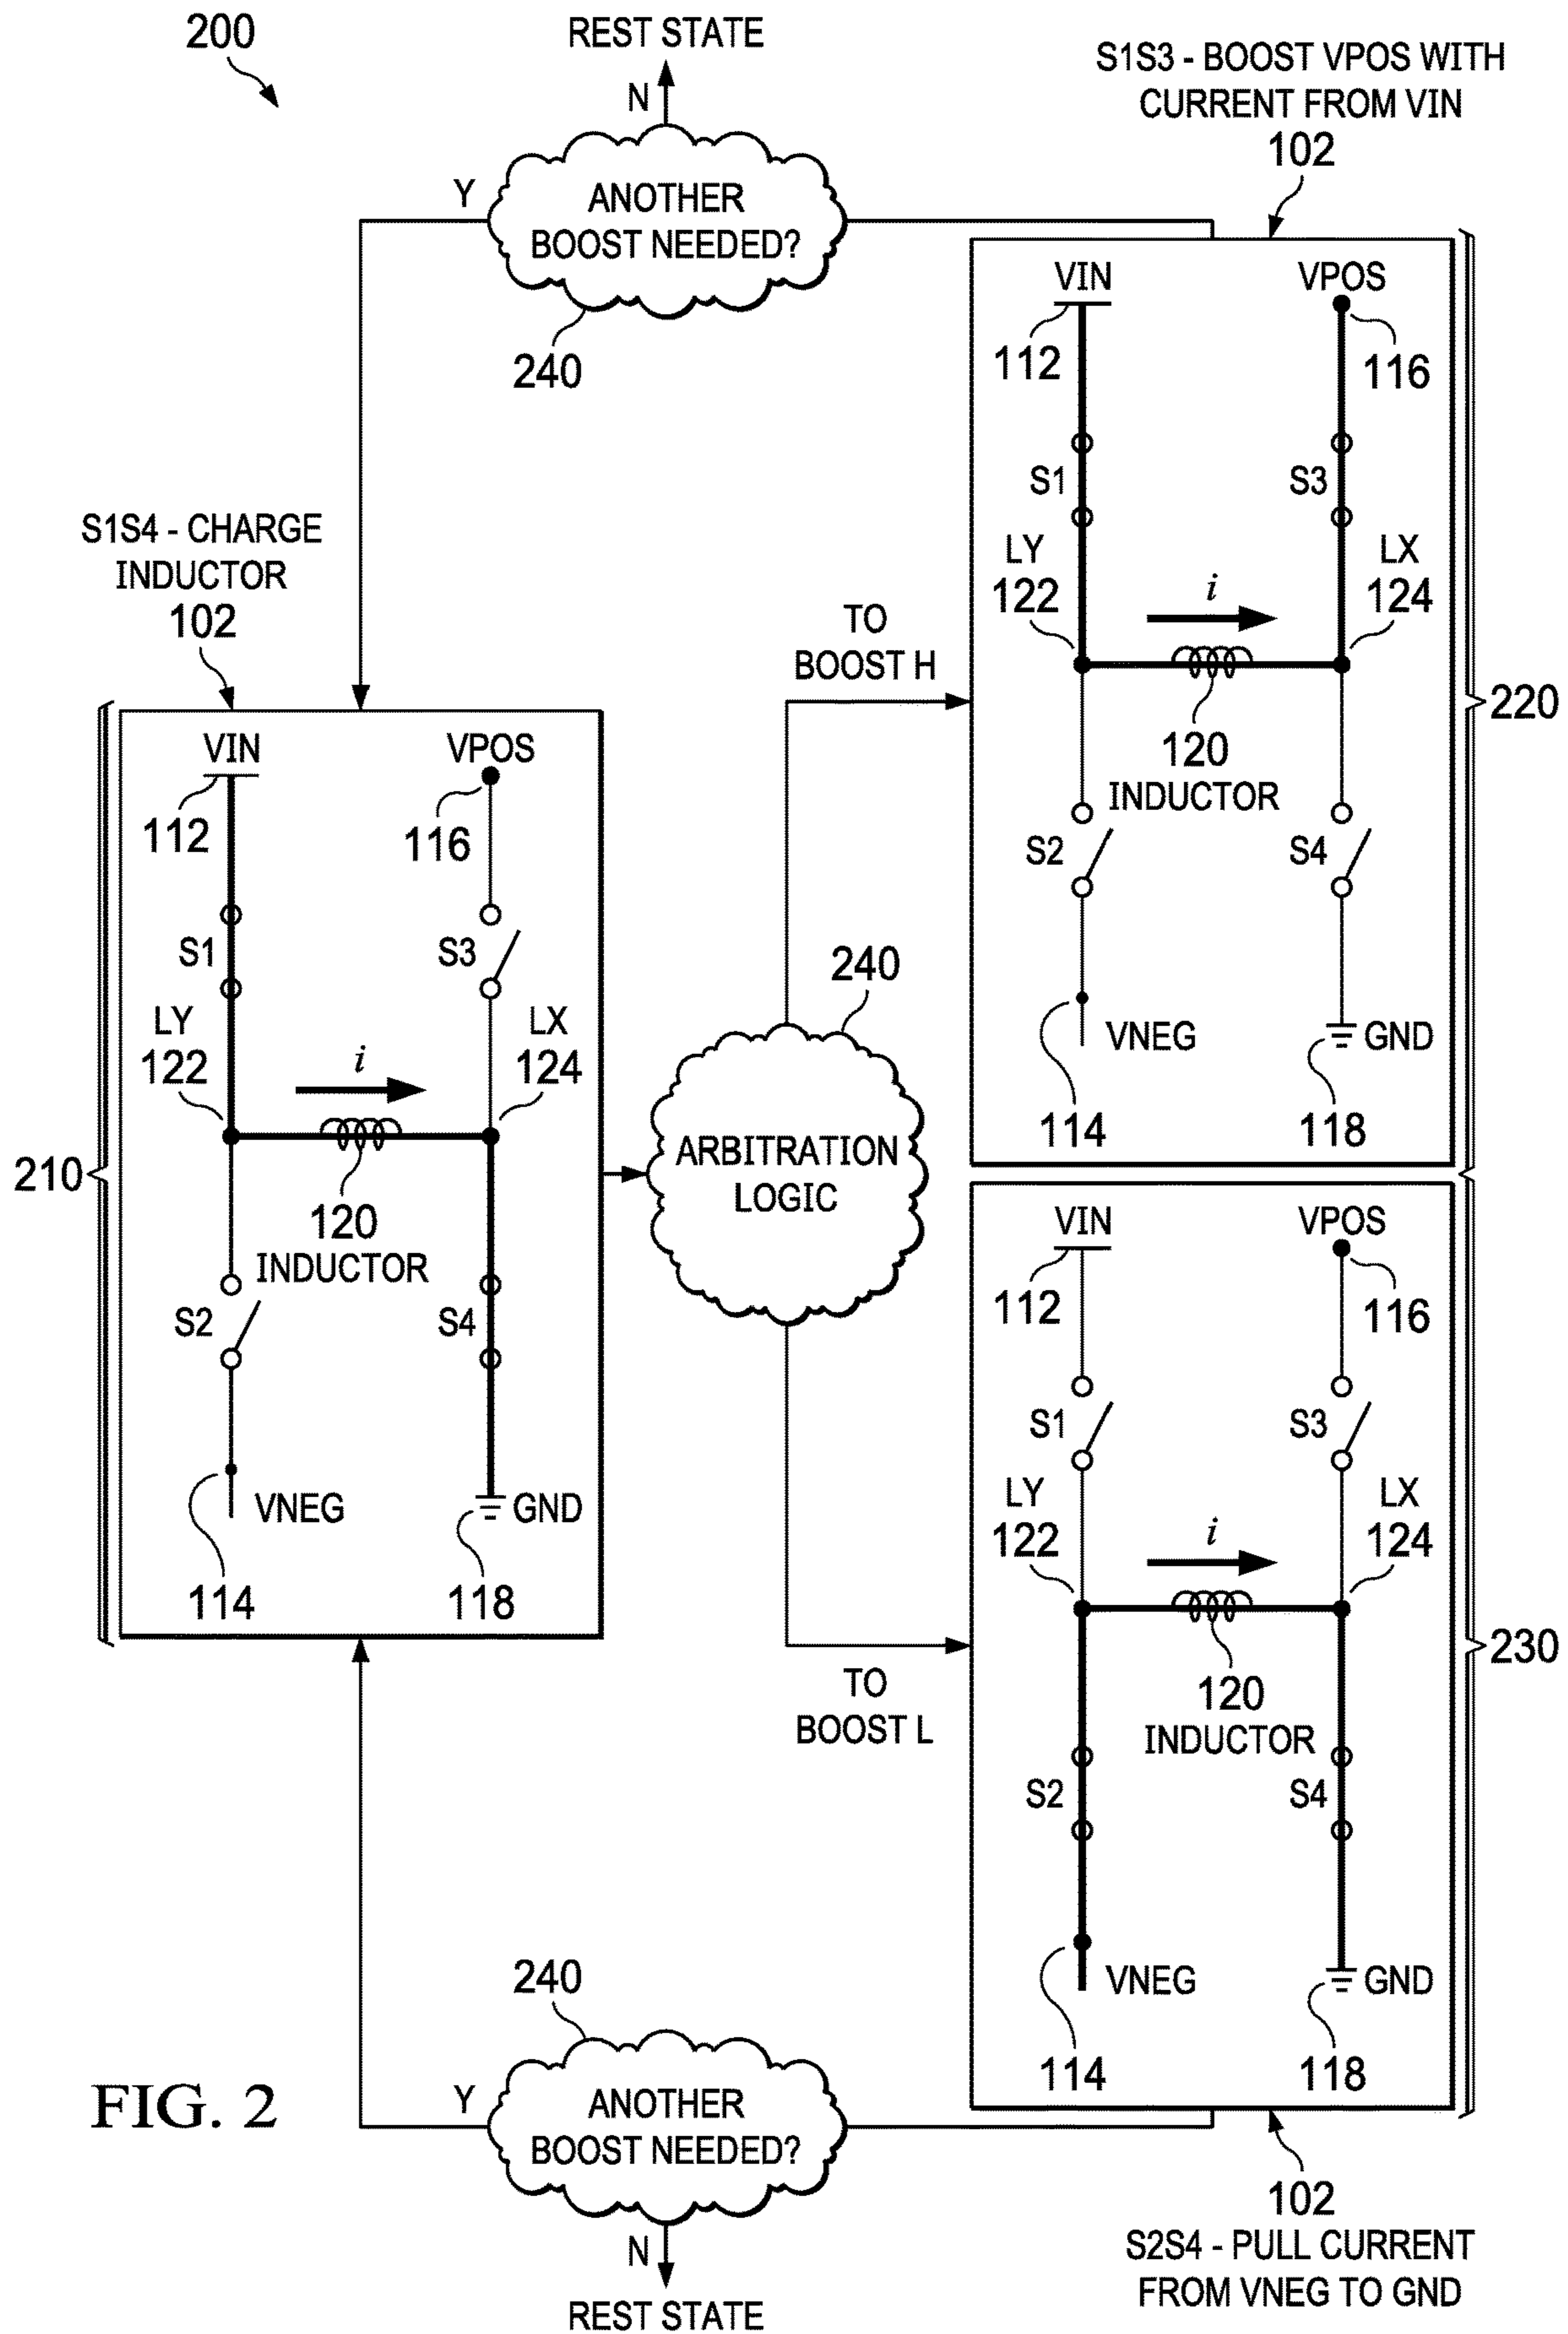 200
REST STATE
N
Y
ANOTHER
BOOST NEEDED?
240
S1S3 - BOOST VPOS WITH
CURRENT FROM VIN
102
VIN
VPOS
112
116
S1
S3
LY
122
i
LX
124
120
INDUCTOR
S2
S4
VNEG
GND
114
118
220
S1S4 - CHARGE
INDUCTOR
102
VIN
VPOS
112
116
S1
S3
LY
122
i
LX
124
120
INDUCTOR
S2
S4
VNEG
GND
114
118
210
TO
BOOST H
240
ARBITRATION
LOGIC
TO
BOOST L
VIN
VPOS
112
116
S1
S3
LY
122
i
LX
124
120
INDUCTOR
S2
S4
VNEG
GND
114
118
230
102
S2S4 - PULL CURRENT
FROM VNEG TO GND
240
Y
ANOTHER
BOOST NEEDED?
N
REST STATE
FIG. 2